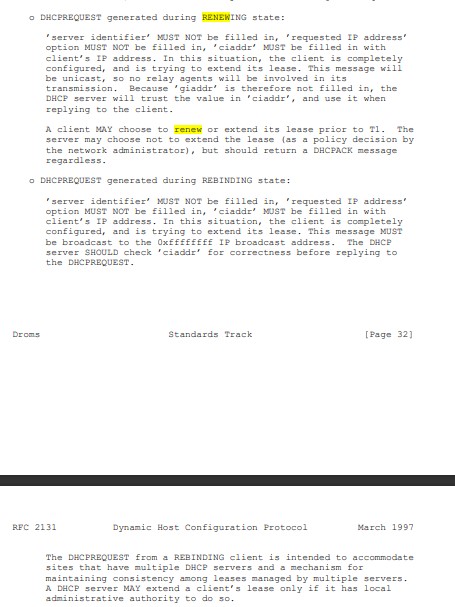 o DHCPREQUEST generated during RENEWING state:
'server identifier' MUST NOT be filled in, 'requested IP address'
option MUST NOT be filled in, 'ciaddr' MUST be filled in with
client's IP address. In this situation, the client is completely
configured, and is trying to extend its lease. This message will
be unicast, so no relay agents will be involved in its
transmission.  Because 'giaddr' is therefore not filled in, the
DHCP server will trust the value in 'ciaddr', and use it when
replying to the client.
A client MAY choose to renew or extend its lease prior to T1.  The
server may choose not to extend the lease (as a policy decision by
the network administrator), but should return a DHCPACK message
regardless.
o DHCPREQUEST generated during REBINDING state:
'server identifier' MUST NOT be filled in, 'requested IP address'
option MUST NOT be filled in, 'ciaddr' MUST be filled in with
client's IP address. In this situation, the client is completely
configured, and is trying to extend its lease. This message MUST
be broadcast to the 0xffffffff IP broadcast address.  The DHCP
server SHOULD check 'ciaddr' for correctness before replying to
the DHCPREQUEST.
Droms Standards Track [Page 32]
RFC 2131 Dynamic Host Configuration Protocol March 1997
The DHCPREQUEST from a REBINDING client is intended to accommodate
sites that have multiple DHCP servers and a mechanism for
maintaining consistency among leases managed by multiple servers.
A DHCP server MAY extend a client's lease only if it has local
administrative authority to do so.